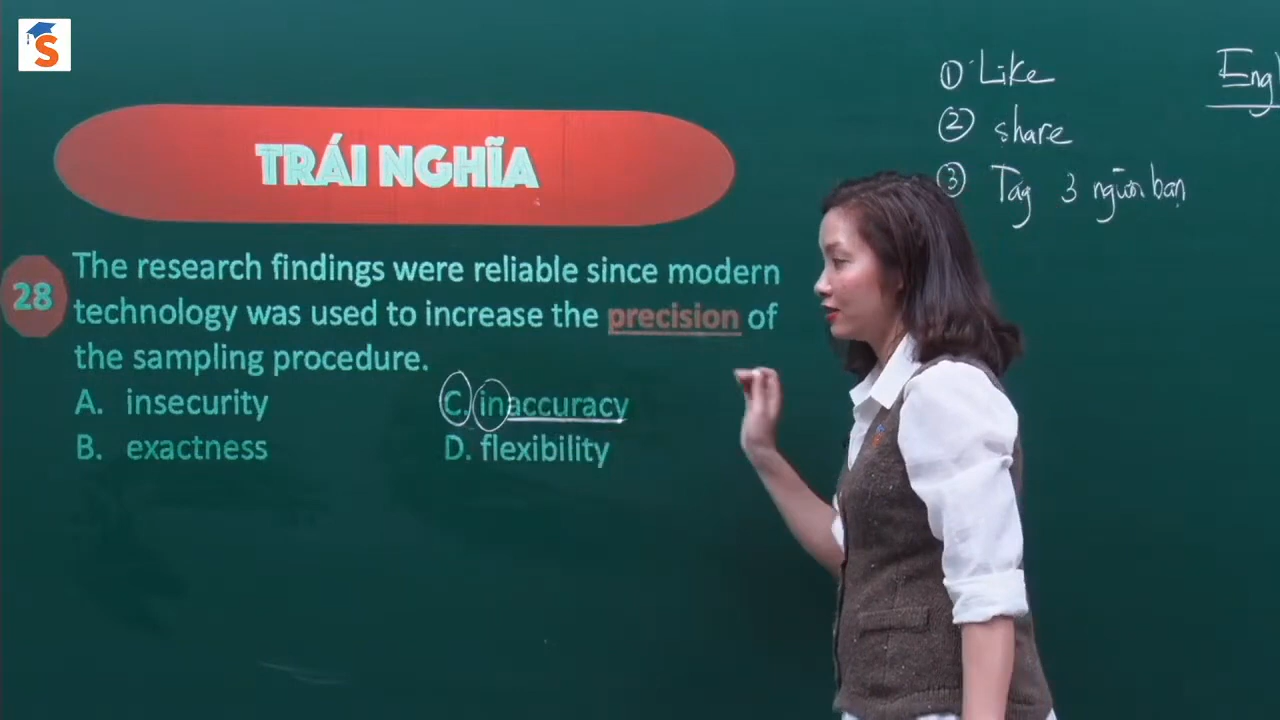 S
TRÁI NGHĨA
28
The research findings were reliable since modern
technology was used to increase the precision of
the sampling procedure.
A. insecurity
B. exactness
C. inaccuracy
D. flexibility
① Like
② share
③ Tag 3 người bạn
Eng